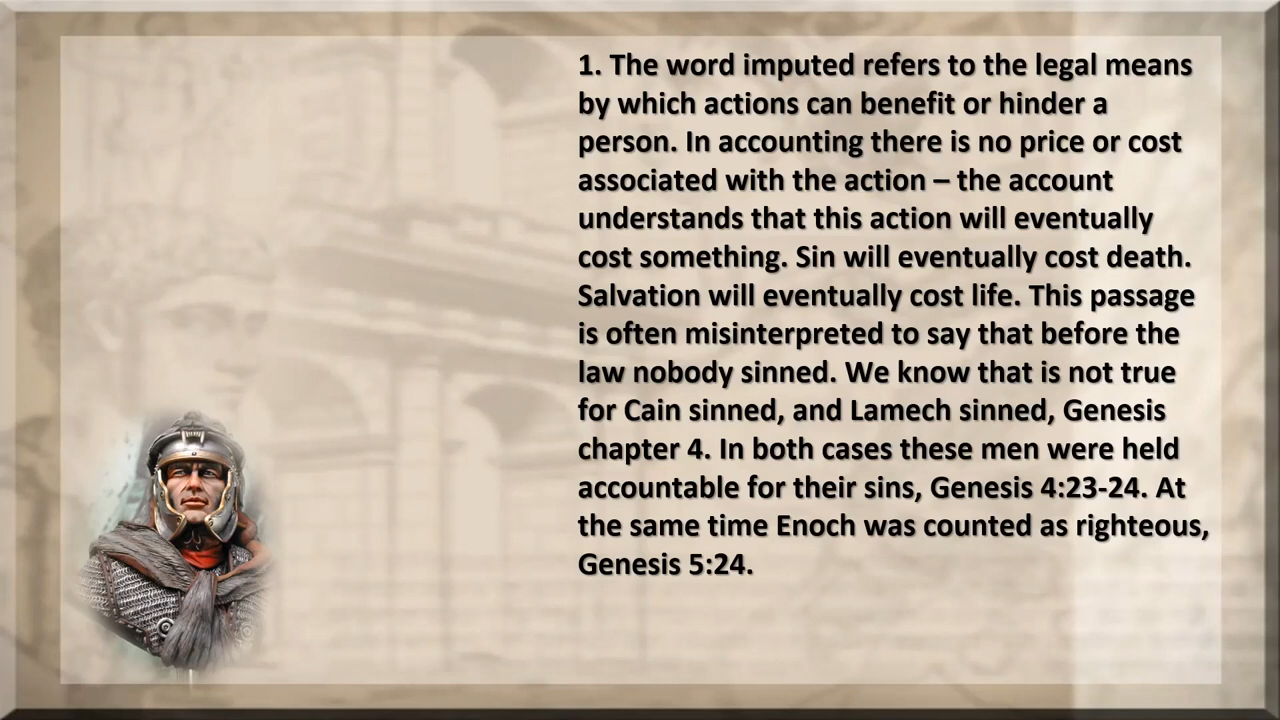 1. The word imputed refers to the legal means
by which actions can benefit or hinder a
person. In accounting there is no price or cost
associated with the action – the account
understands that this action will eventually
cost something. Sin will eventually cost death.
Salvation will eventually cost life. This passage
is often misinterpreted to say that before the
law nobody sinned. We know that is not true
for Cain sinned, and Lamech sinned, Genesis
chapter 4. In both cases these men were held
accountable for their sins, Genesis 4:23-24. At
the same time Enoch was counted as righteous,
Genesis 5:24.